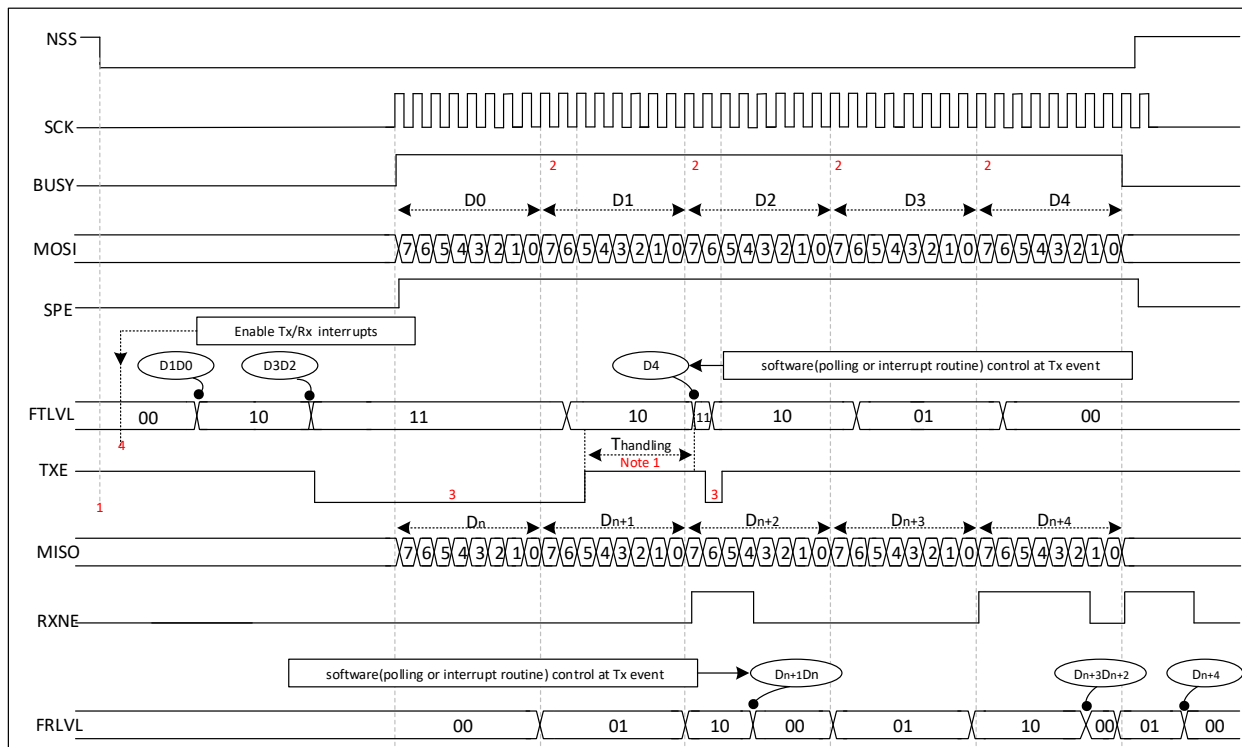 NSS
SCK
2 2 2 2
BUSY
D0 D1 D2 D3 D4
MOSI 7 6 5 4 3 2 1 0 7 6 5 4 3 2 1 0 7 6 5 4 3 2 1 0 7 6 5 4 3 2 1 0 7 6 5 4 3 2 1 0
SPE
Enable Tx/Rx interrupts
D1D0 D3D2 D4 software(polling or interrupt routine) control at Tx event
FTLVL 00 10 11 10 11 10 01 00
4 Thandling
TXE Note 1
3 3
1
Dn Dn+1 Dn+2 Dn+3 Dn+4
MISO 7 6 5 4 3 2 1 0 7 6 5 4 3 2 1 0 7 6 5 4 3 2 1 0 7 6 5 4 3 2 1 0 7 6 5 4 3 2 1 0
RXNE
software(polling or interrupt routine) control at Tx event Dn+1Dn Dn+3Dn+2 Dn+4
FRLVL 00 01 10 00 01 10 00 01 00